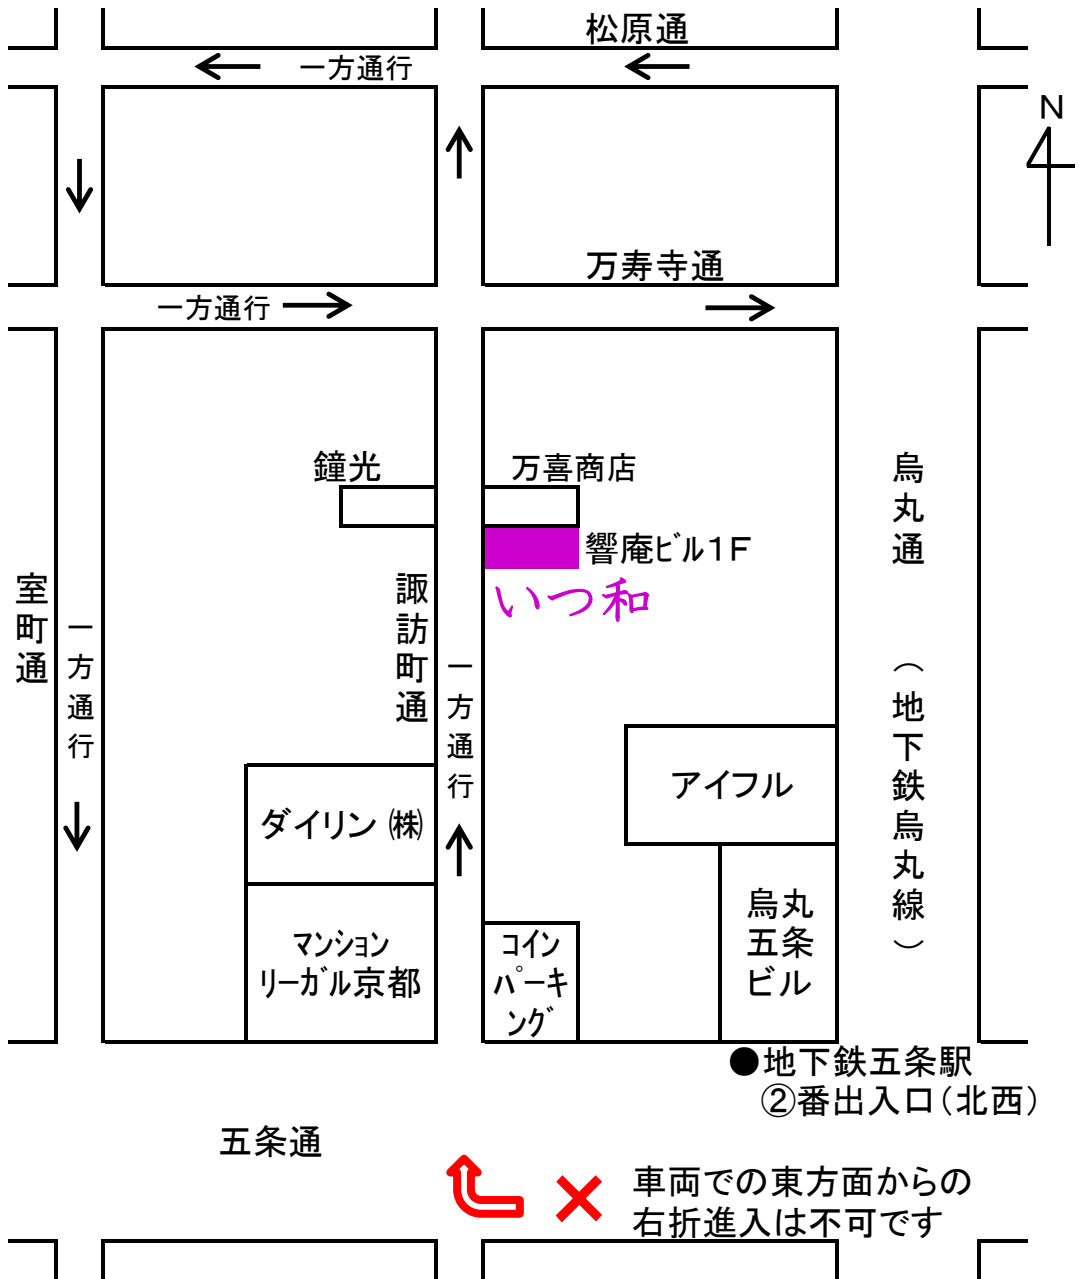 松原通
一方通行
N
万寿寺通
一方通行
鐘光
万喜商店
響庵ビル1F
いつ和
烏丸通
（地下鉄烏丸線）
室町通
一方通行
諏訪町通
一方通行
アイフル
ダイリン ㈱
烏丸
五条
ビル
マンション
リーガル京都
コイン
パーキ
ング
●地下鉄五条駅
②番出入口（北西）
五条通
車両での東方面からの
右折進入は不可です